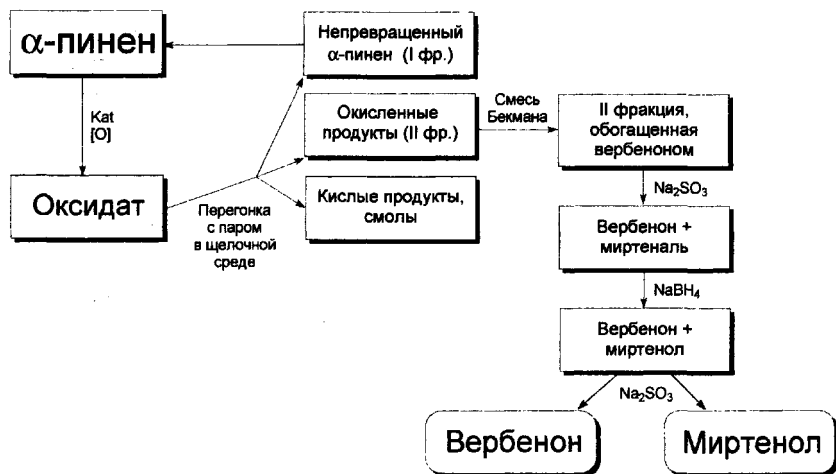 α-пинен
Непревращенный
α-пинен (I фр.)
Kat
[O]
Окисленные
продукты (II фр.)
Смесь
Бекмана
II фракция,
обогащенная
вербеноном
Оксидат
Кислые продукты,
смолы
Перегонка
с паром
в щелочной
среде
Na₂SO₃
Вербенон +
миртеналь
NaBH₄
Вербенон +
миртенол
Na₂SO₃
Вербенон
Миртенол